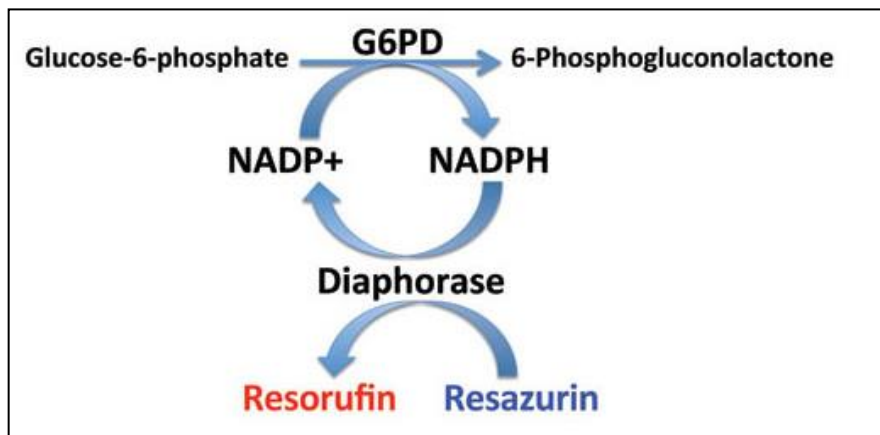 G6PD
Glucose-6-phosphate 6-Phosphogluconolactone
NADP+ NADPH
Diaphorase
Resorufin Resazurin